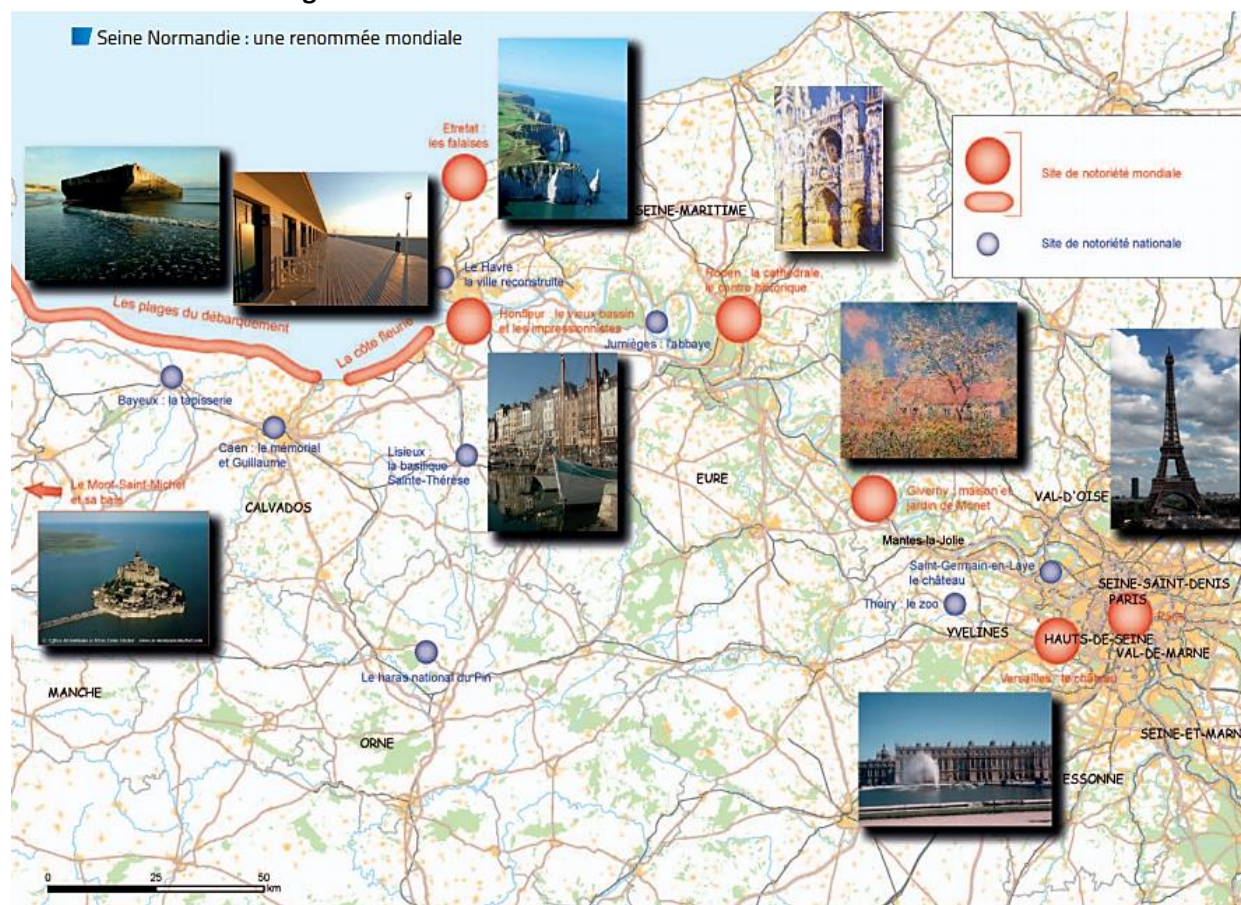 Seine Normandie : une renommée mondiale
Etretat :
les falaises
Site de notoriété mondiale
Site de notoriété nationale
SEINE-MARITIME
Le Havre :
la ville reconstruite
Rouen : la cathédrale,
le centre historique
Les plages du débarquement
La côte fleurie
Honfleur : le vieux bassin
et les impressionnistes
Jumièges : l'abbaye
Bayeux : la tapisserie
Caen : le mémorial
et Guillaume
Lisieux
la basilique
Sainte-Thérèse
Le Mont-Saint-Michel
et sa baie
CALVADOS
EURE
Giverny : maison et
jardin de Monet
VAL-D'OISE
Mantes-la-Jolie
Saint-Germain-en-Laye
le château
SEINE-SAINT-DENIS
PARIS
Thoiry : le zoo
Paris
YVELINES
HAUTS-DE-SEINE
VAL-DE-MARNE
Versailles : le château
Le haras national du Pin
MANCHE
ORNE
SEINE-ET-MARN
ESSONNE
0 25 50
km